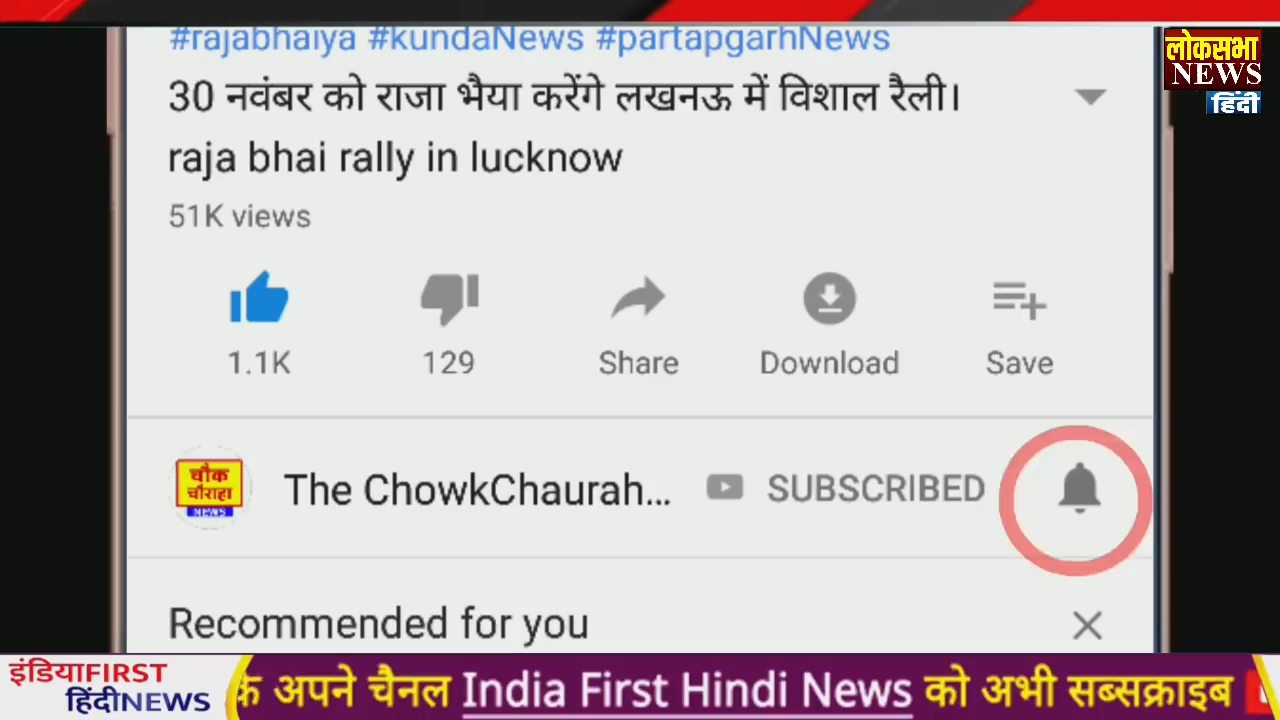 #rajabhaiya #kundaNews #partapgarhNews
लोकसभा
NEWS
हिंदी
30 नवंबर को राजा भैया करेंगे लखनऊ में विशाल रैली।
raja bhai rally in lucknow
51K views
1.1K 129 Share Download Save
चौक
चौराहा
NEWS
The ChowkChaurah... SUBSCRIBED
Recommended for you
इंडियाFIRST
हिंदीNEWS
अपने चैनल India First Hindi News को अभी सब्सक्राइब